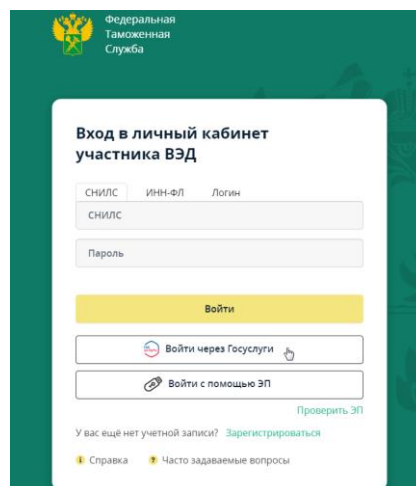 Федеральная
Таможенная
Служба
Вход в личный кабинет
участника ВЭД
СНИЛС ИНН-ФЛ Логин
СНИЛС
Пароль
Войти
Войти через Госуслуги
Войти с помощью ЭП
Проверить ЭП
У вас ещё нет учетной записи? Зарегистрироваться
Справка Часто задаваемые вопросы